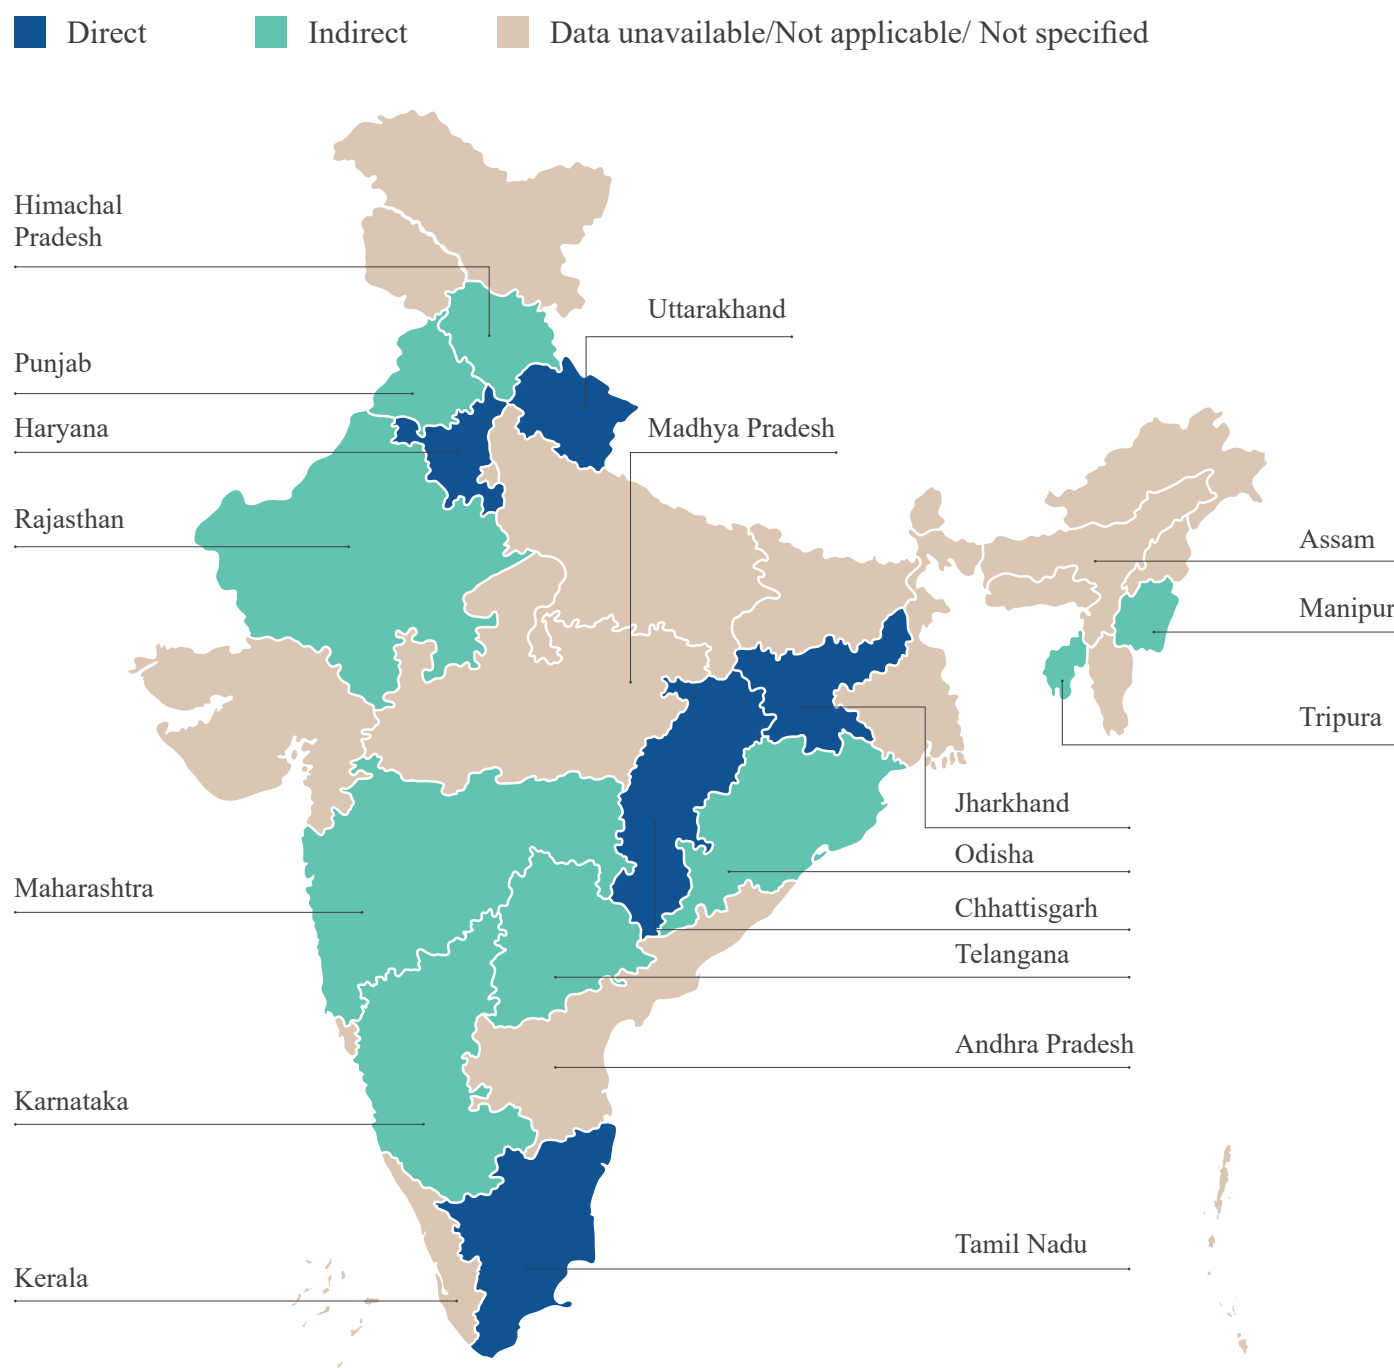 Direct
Indirect
Data unavailable/Not applicable/ Not specified
Himachal
Pradesh
Uttarakhand
Punjab
Haryana
Madhya Pradesh
Rajasthan
Assam
Manipur
Tripura
Jharkhand
Odisha
Maharashtra
Chhattisgarh
Telangana
Andhra Pradesh
Karnataka
Tamil Nadu
Kerala